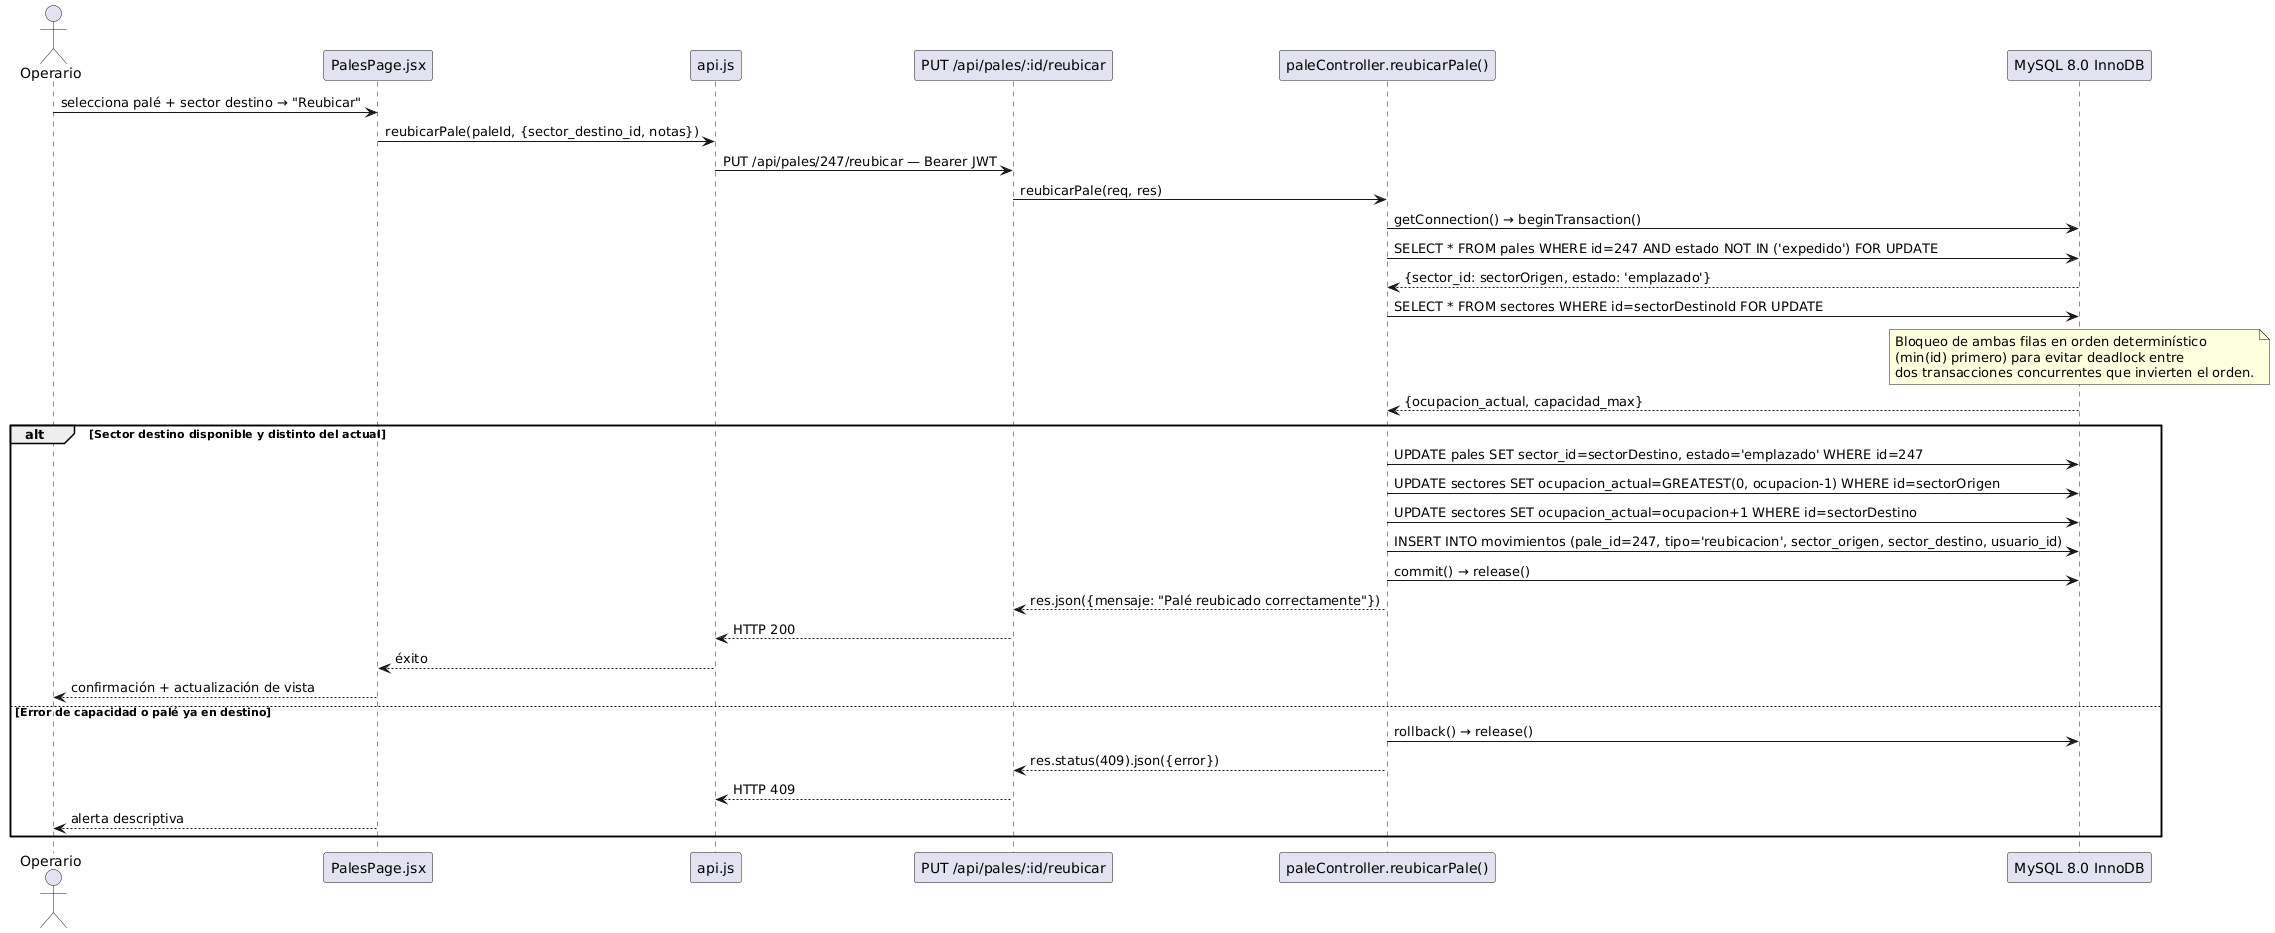 Operario
PalesPage.jsx
api.js
PUT /api/pales/:id/reubicar
paleController.reubicarPale()
MySQL 8.0 InnoDB
selecciona palé + sector destino → "Reubicar"
reubicarPale(paleId, {sector_destino_id, notas})
PUT /api/pales/247/reubicar — Bearer JWT
reubicarPale(req, res)
getConnection() → beginTransaction()
SELECT * FROM pales WHERE id=247 AND estado NOT IN ('expedido') FOR UPDATE
{sector_id: sectorOrigen, estado: 'emplazado'}
SELECT * FROM sectores WHERE id=sectorDestinoId FOR UPDATE
Bloqueo de ambas filas en orden determinístico
(min(id) primero) para evitar deadlock entre
dos transacciones concurrentes que invierten el orden.
{ocupacion_actual, capacidad_max}
alt
[Sector destino disponible y distinto del actual]
UPDATE pales SET sector_id=sectorDestino, estado='emplazado' WHERE id=247
UPDATE sectores SET ocupacion_actual=GREATEST(0, ocupacion-1) WHERE id=sectorOrigen
UPDATE sectores SET ocupacion_actual=ocupacion+1 WHERE id=sectorDestino
INSERT INTO movimientos (pale_id=247, tipo='reubicacion', sector_origen, sector_destino, usuario_id)
commit() → release()
res.json({mensaje: "Palé reubicado correctamente"})
HTTP 200
éxito
confirmación + actualización de vista
[Error de capacidad o palé ya en destino]
rollback() → release()
res.status(409).json({error})
HTTP 409
alerta descriptiva
Operario
PalesPage.jsx
api.js
PUT /api/pales/:id/reubicar
paleController.reubicarPale()
MySQL 8.0 InnoDB